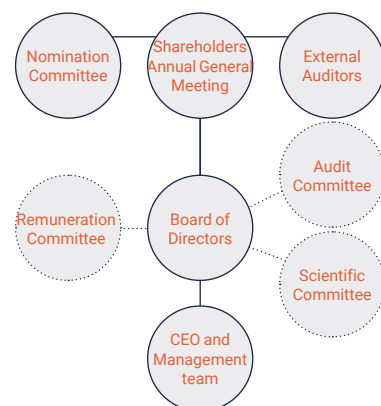 Nomination
Committee
Shareholders
Annual General
Meeting
External
Auditors
Audit
Committee
Remuneration
Committee
Board of
Directors
Scientific
Committee
CEO and
Management
team